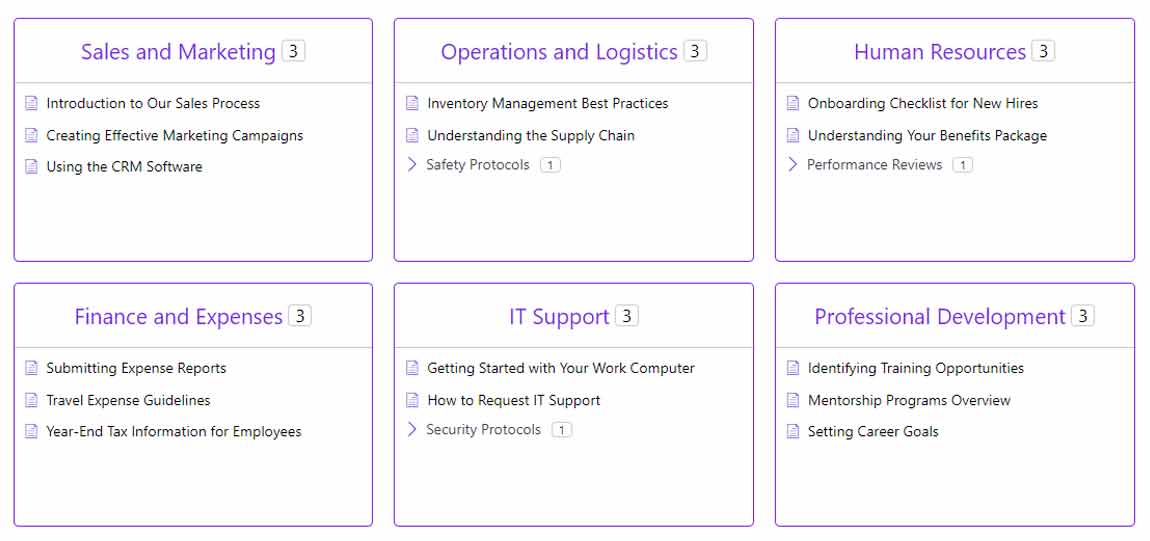 Sales and Marketing 3
Introduction to Our Sales Process
Creating Effective Marketing Campaigns
Using the CRM Software
Operations and Logistics 3
Inventory Management Best Practices
Understanding the Supply Chain
Safety Protocols 1
Human Resources 3
Onboarding Checklist for New Hires
Understanding Your Benefits Package
Performance Reviews 1
Finance and Expenses 3
Submitting Expense Reports
Travel Expense Guidelines
Year-End Tax Information for Employees
IT Support 3
Getting Started with Your Work Computer
How to Request IT Support
Security Protocols 1
Professional Development 3
Identifying Training Opportunities
Mentorship Programs Overview
Setting Career Goals